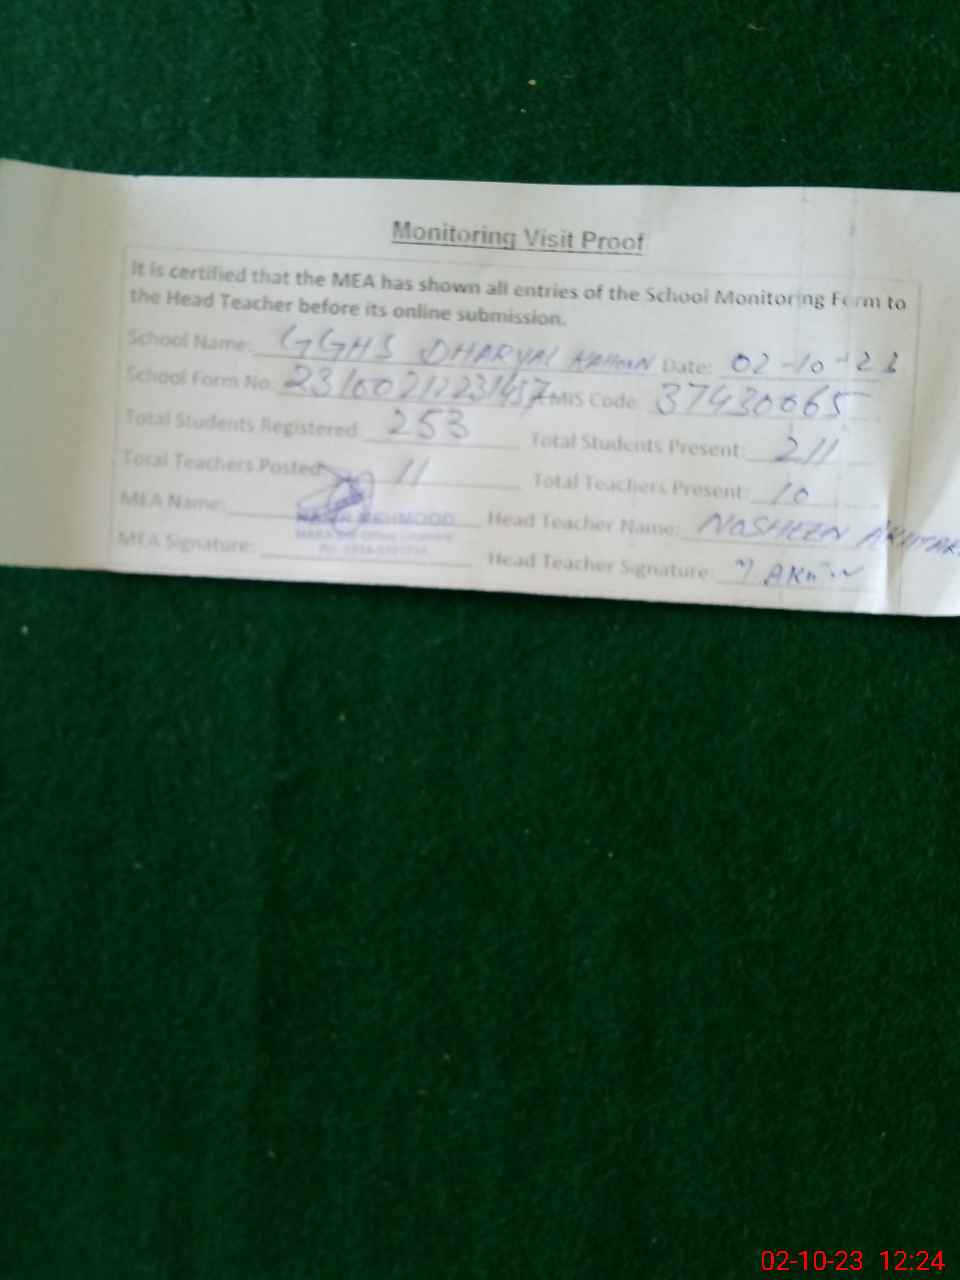 Monitoring Visit Proof
It is certified that the MEA has shown all entries of the School Monitoring Form to
the Head Teacher before its online submission.
School Name: GGHS DHARYAL KAHOON Date: 02-10-23
School Form No. EMIS Code 37430065
Total Students Registered 253 Total Students Present: 211
Total Teachers Posted 11 Total Teachers Present: 10
MEA Name: MEHMOOD Head Teacher Name: NOSHEEN AKHTAR
MEA Signature: Head Teacher Signature:
02-10-23 12:24